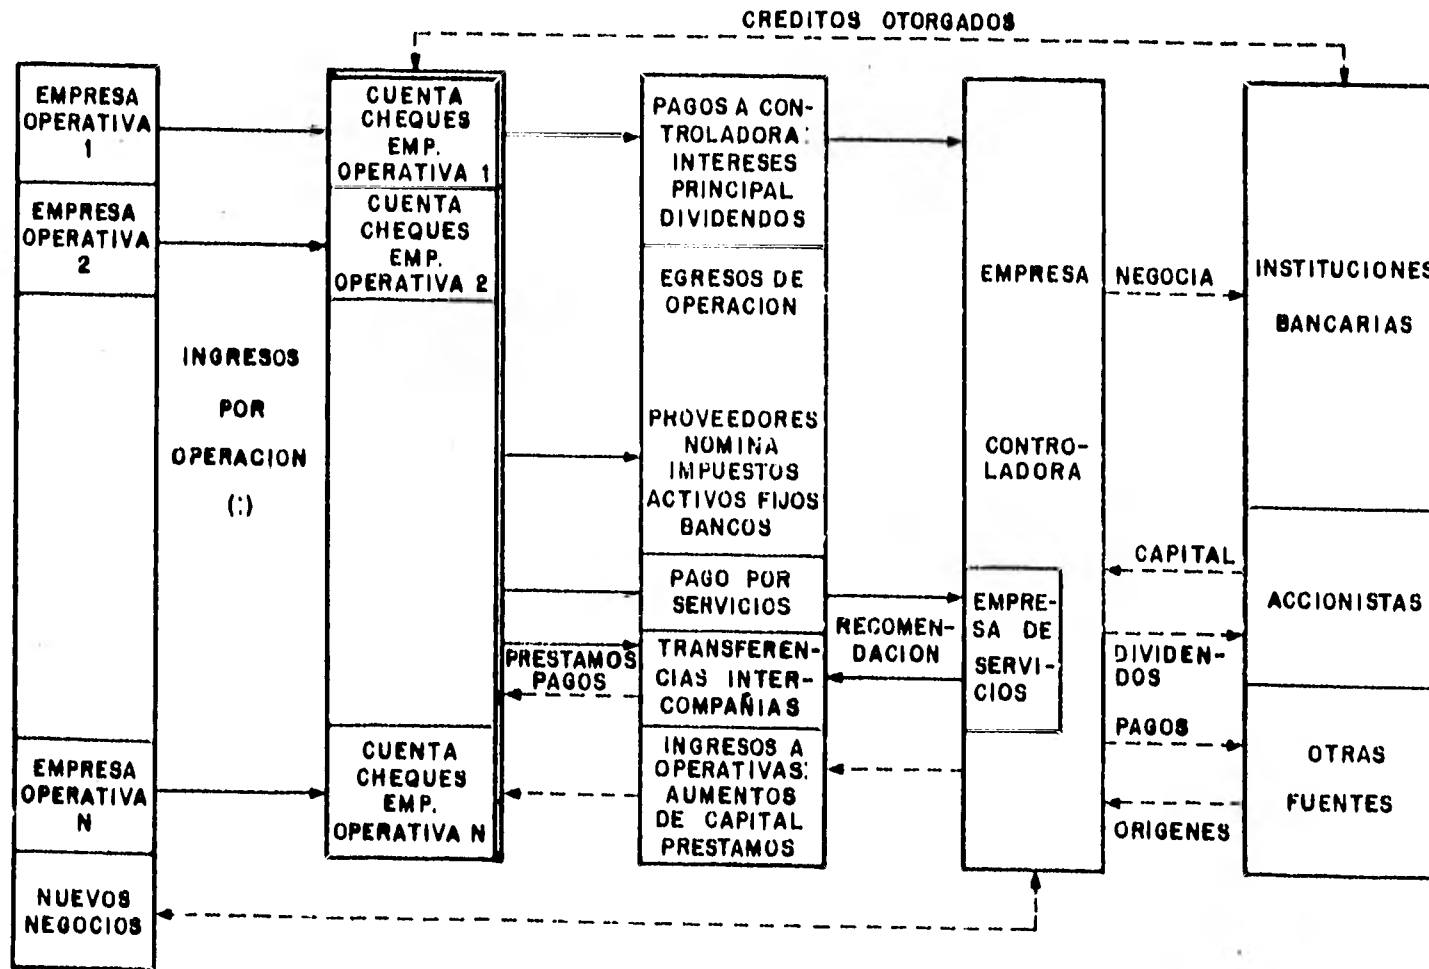 CREDITOS OTORGADOS
EMPRESA
OPERATIVA
1
EMPRESA
OPERATIVA
2
INGRESOS
POR
OPERACION
(:)
EMPRESA
OPERATIVA
N
NUEVOS
NEGOCIOS
CUENTA
CHEQUES
EMP.
OPERATIVA 1
CUENTA
CHEQUES
EMP.
OPERATIVA 2
CUENTA
CHEQUES
EMP.
OPERATIVA N
PRESTAMOS
PAGOS
PAGOS A CON-
TROLADORA:
INTERESES
PRINCIPAL
DIVIDENDOS
EGRESOS DE
OPERACION
PROVEEDORES
NOMINA
IMPUESTOS
ACTIVOS FIJOS
BANCOS
PAGO POR
SERVICIOS
TRANSFEREN-
CIAS INTER-
COMPAÑIAS
INGRESOS A
OPERATIVAS:
AUMENTOS
DE CAPITAL
PRESTAMOS
RECOMEN-
DACION
EMPRESA
CONTRO-
LADORA
EMPRE-
SA DE
SERVI-
CIOS
NEGOCIA
CAPITAL
DIVIDEN-
DOS
PAGOS
ORIGENES
INSTITUCIONES
BANCARIAS
ACCIONISTAS
OTRAS
FUENTES